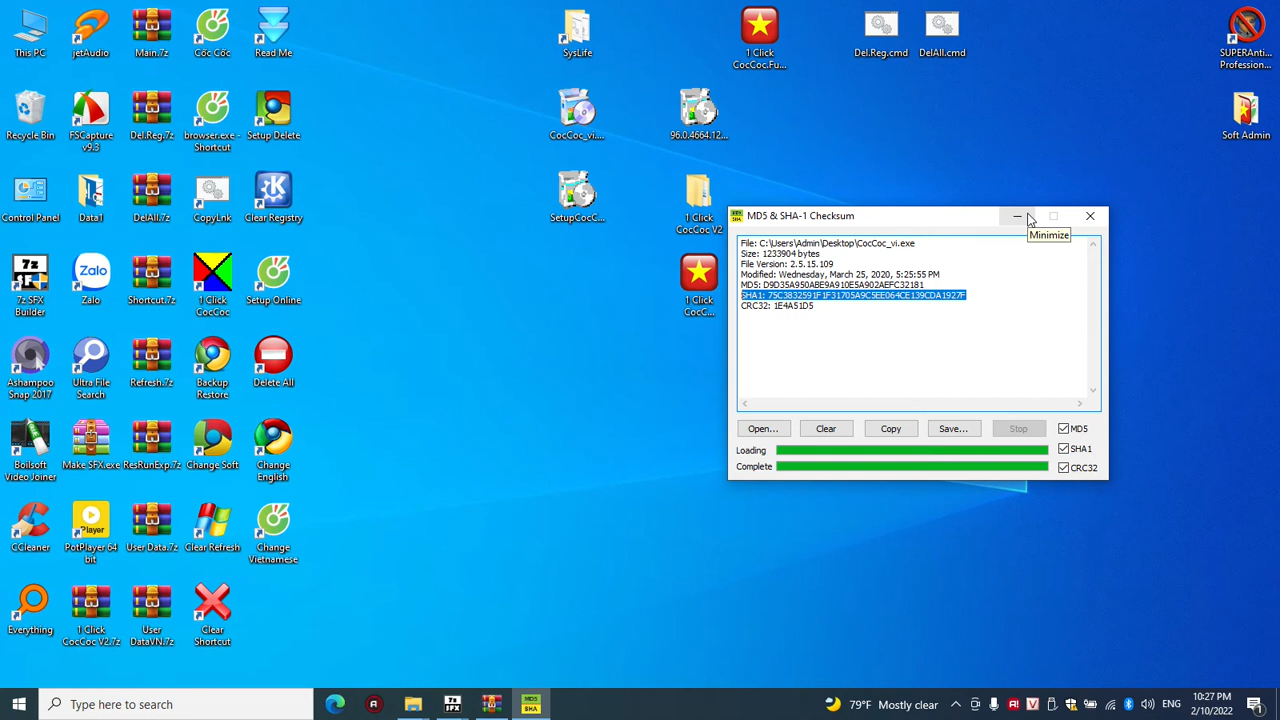 This PC
jetAudio
Main.7z
Cốc Cốc
Read Me
SysLife
1 Click
CocCoc.Fu...
Del.Reg.cmd
DelAll.cmd
SUPERAnti...
Profession...
Recycle Bin
FSCapture
v9.3
Del.Reg.7z
browser.exe -
Shortcut
Setup Delete
CocCoc_vi....
96.0.4664.12...
Soft Admin
Control Panel
Data1
DelAll.7z
CopyLnk
Clear Registry
SetupCocC...
1 Click
CocCoc V2
MD5 & SHA-1 Checksum
Minimize
File: C:\Users\Admin\Desktop\CocCoc_vi.exe
Size: 1233904 bytes
File Version: 2.5.15.109
Modified: Wednesday, March 25, 2020, 5:25:55 PM
MD5: D9D35A950ABE9A910E5A902AEFC32181
SHA1: 75C3832591F1F31705A9C5EE064CE139CDA1927F
CRC32: 1E4A51D5
7z SFX
Builder
Zalo
Shortcut.7z
1 Click
CocCoc
Setup Online
1 Click
CocC...
Ashampoo
Snap 2017
Ultra File
Search
Refresh.7z
Backup
Restore
Delete All
Open...
Clear
Copy
Save...
Stop
MD5
Loading
SHA1
Complete
CRC32
Boilsoft
Video Joiner
Make SFX.exe
ResRunExp.7z
Change Soft
Change
English
CCleaner
Player
PotPlayer 64
bit
User Data.7z
Clear Refresh
Change
Vietnamese
Everything
1 Click
CocCoc V2.7z
User
DataVN.7z
Clear
Shortcut
Type here to search
79°F Mostly clear
ENG
10:27 PM
2/10/2022